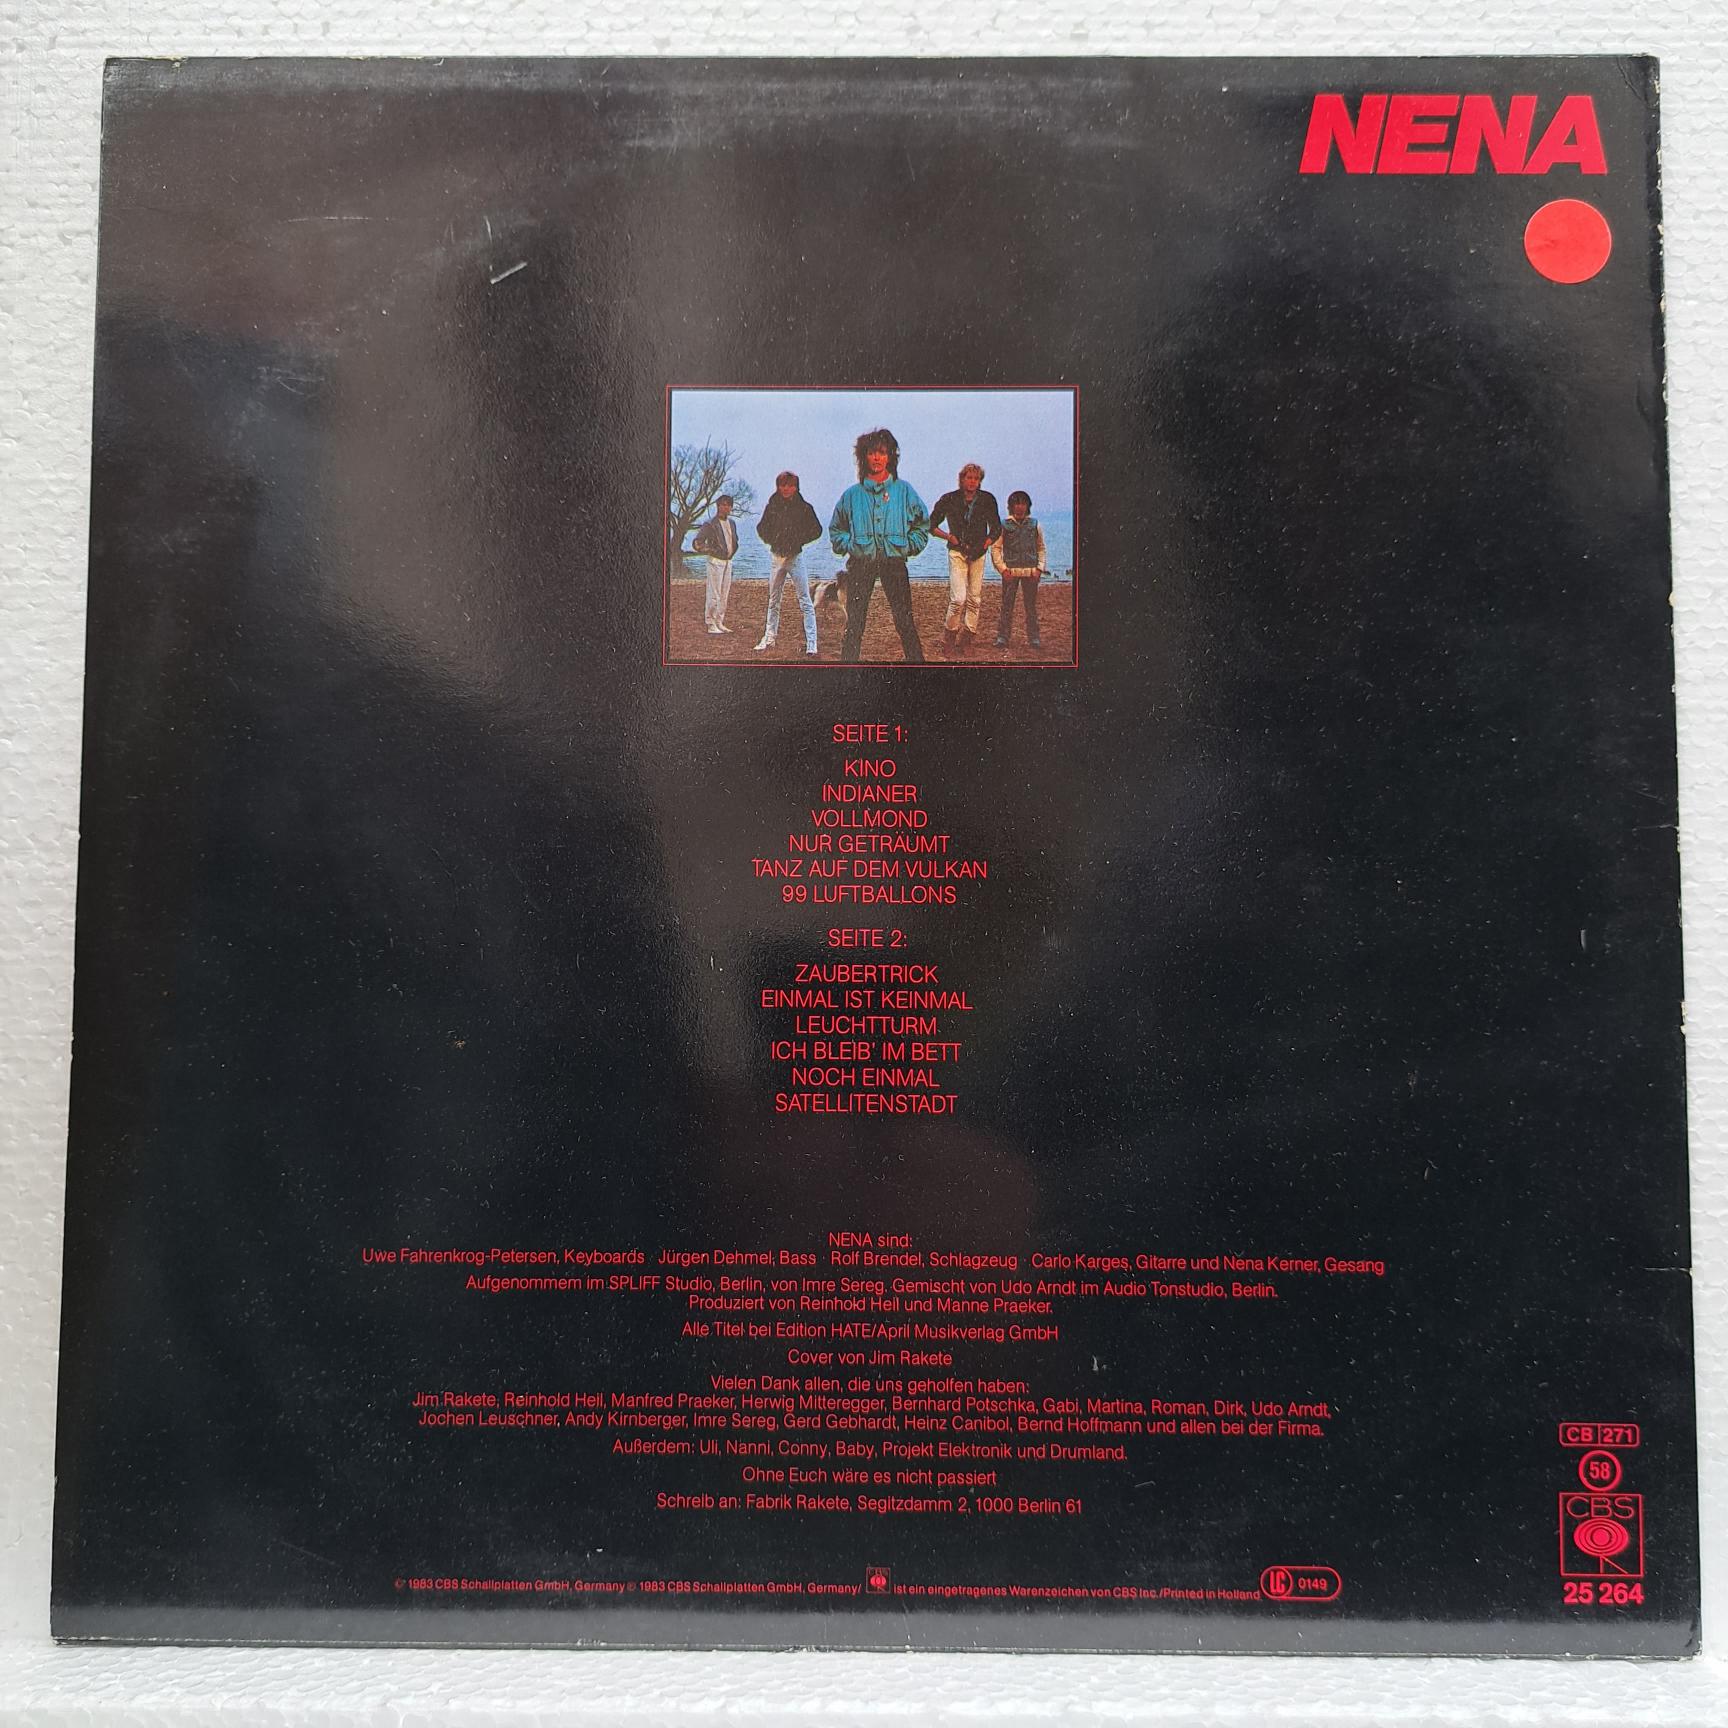 NENA
SEITE 1:
KINO
INDIANER
VOLLMOND
NUR GETRÄUMT
TANZ AUF DEM VULKAN
99 LUFTBALLONS
SEITE 2:
ZAUBERTRICK
EINMAL IST KEINMAL
LEUCHTTURM
ICH BLEIB' IM BETT
NOCH EINMAL
SATELLITENSTADT
NENA sind:
Uwe Fahrenkrog-Petersen, Keyboards · Jürgen Dehmel, Bass · Rolf Brendel, Schlagzeug · Carlo Karges, Gitarre und Nena Kerner, Gesang
Aufgenommem im SPLIFF Studio, Berlin, von Imre Sereg. Gemischt von Udo Arndt im Audio Tonstudio, Berlin.
Produziert von Reinhold Heil und Manne Praeker.
Alle Titel bei Edition HATE/April Musikverlag GmbH
Cover von Jim Rakete
Vielen Dank allen, die uns geholfen haben:
Jim Rakete, Reinhold Heil, Manfred Praeker, Herwig Mitteregger, Bernhard Potschka, Gabi, Martina, Roman, Dirk, Udo Arndt,
Jochen Leuschner, Andy Kirnberger, Imre Sereg, Gerd Gebhardt, Heinz Canibol, Bernd Hoffmann und allen bei der Firma.
Außerdem: Uli, Nanni, Conny, Baby, Projekt Elektronik und Drumland.
Ohne Euch wäre es nicht passiert
Schreib an: Fabrik Rakete, Segitzdamm 2, 1000 Berlin 61
CB 271
58
CBS
25 264
℗ 1983 CBS Schallplatten GmbH, Germany © 1983 CBS Schallplatten GmbH, Germany/ CBS ist ein eingetragenes Warenzeichen von CBS Inc./Printed in Holland LC 0149